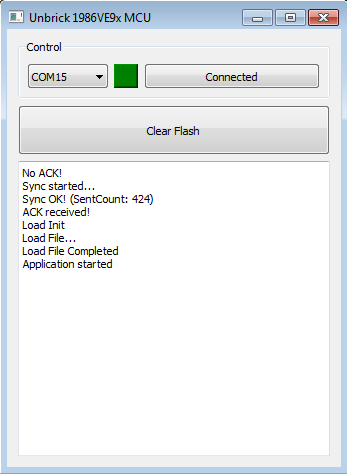 Unbrick 1986VE9x MCU
Control
COM15
Connected
Clear Flash
No ACK!
Sync started...
Sync OK! (SentCount: 424)
ACK received!
Load Init
Load File...
Load File Completed
Application started